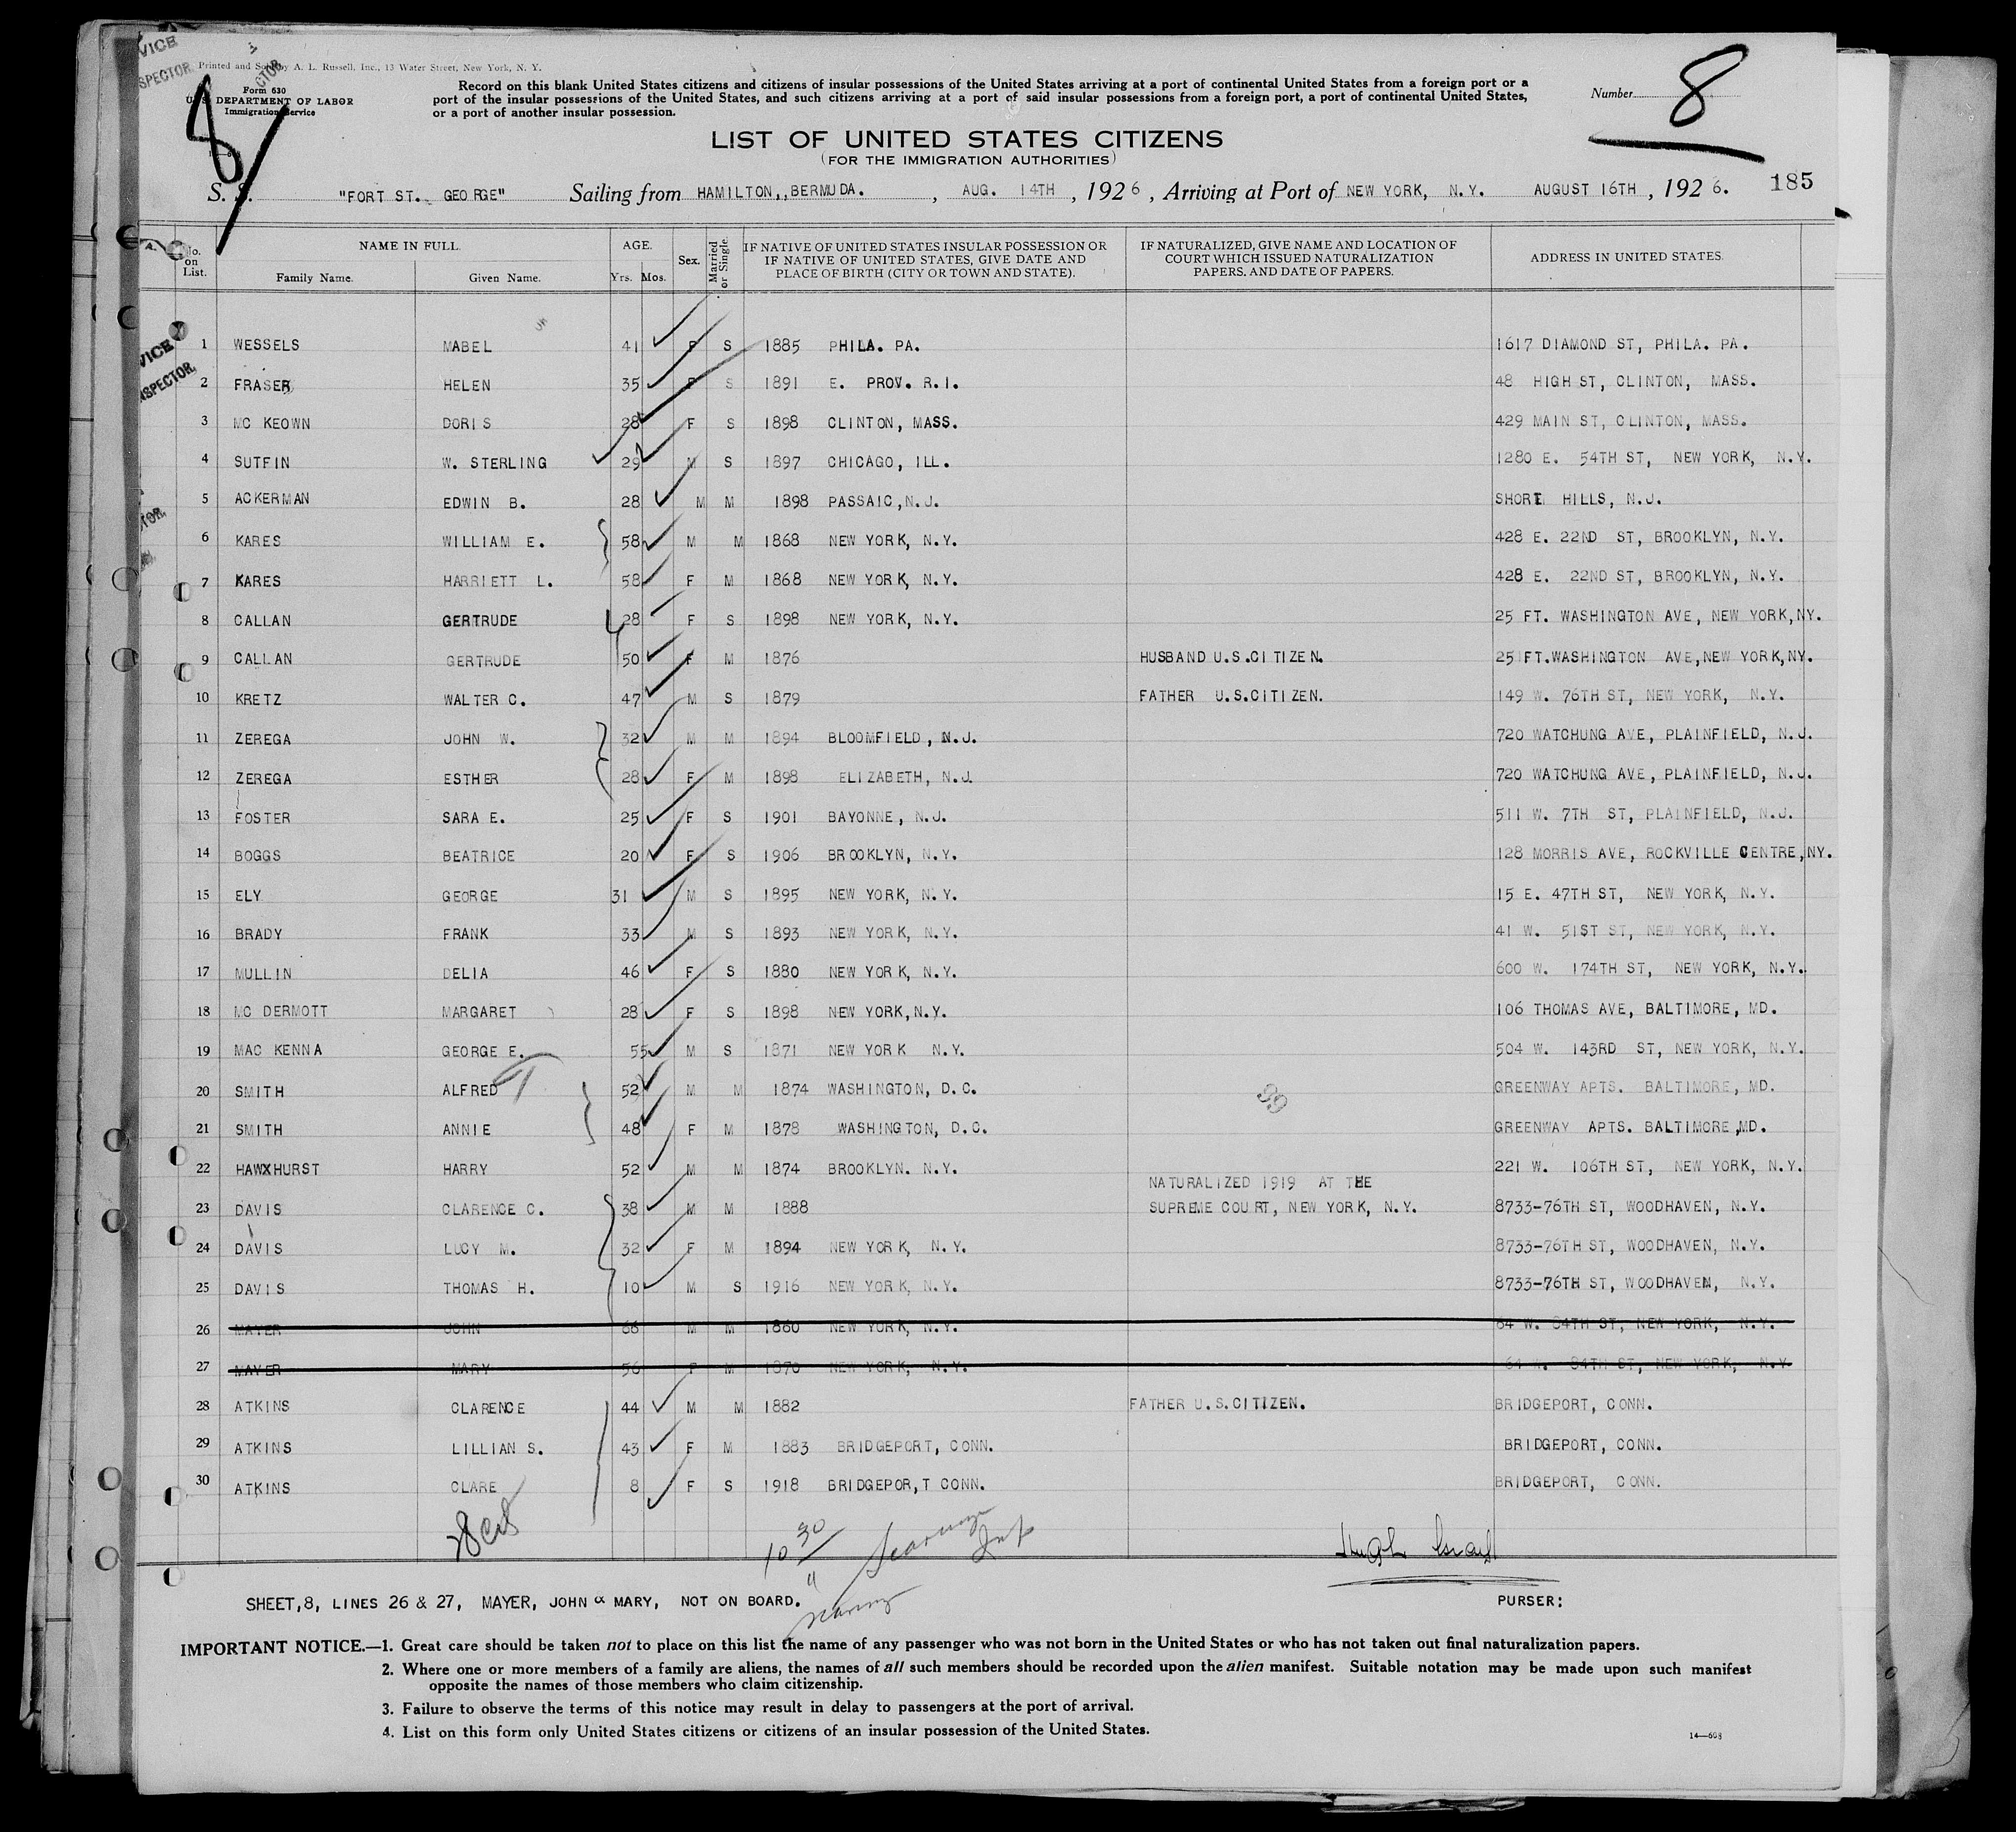 VICE
SPECTOR
CTOR
Printed and Sold by A. L. Russell, Inc., 13 Water Street, New York, N. Y.
Form 630
U. S. DEPARTMENT OF LABOR
Immigration Service
8
Record on this blank United States citizens and citizens of insular possessions of the United States arriving at a port of continental United States from a foreign port or a
port of the insular possessions of the United States, and such citizens arriving at a port of said insular possessions from a foreign port, a port of continental United States,
or a port of another insular possession.
Number 8
LIST OF UNITED STATES CITIZENS
(FOR THE IMMIGRATION AUTHORITIES)
S. S. "FORT ST. GEORGE" Sailing from HAMILTON,,BERMUDA. , AUG. 14TH , 1926 , Arriving at Port of NEW YORK, N.Y. AUGUST 16TH , 1926. 185
No. on List. NAME IN FULL. Family Name. Given Name. AGE. Yrs. Mos. Sex. Married or Single. IF NATIVE OF UNITED STATES INSULAR POSSESSION OR IF NATIVE OF UNITED STATES, GIVE DATE AND PLACE OF BIRTH (CITY OR TOWN AND STATE). IF NATURALIZED, GIVE NAME AND LOCATION OF COURT WHICH ISSUED NATURALIZATION PAPERS, AND DATE OF PAPERS. ADDRESS IN UNITED STATES.
1 WESSELS MABEL 41 F S 1885 PHILA. PA. 1617 DIAMOND ST, PHILA. PA.
2 FRASER HELEN 35 F S 1891 E. PROV. R.I. 48 HIGH ST, CLINTON, MASS.
3 MC KEOWN DORIS 28 F S 1898 CLINTON, MASS. 429 MAIN ST, CLINTON, MASS.
4 SUTFIN W. STERLING 29 M S 1897 CHICAGO, ILL. 1280 E. 54TH ST, NEW YORK, N.Y.
5 ACKERMAN EDWIN B. 28 M M 1898 PASSAIC,N.J. SHORT HILLS, N.J.
6 KARES WILLIAM E. 58 M M 1868 NEW YORK, N.Y. 428 E. 22ND ST, BROOKLYN, N.Y.
7 KARES HARRIETT L. 58 F M 1868 NEW YORK, N.Y. 428 E. 22ND ST, BROOKLYN, N.Y.
8 CALLAN GERTRUDE 28 F S 1898 NEW YORK, N.Y. 25 FT. WASHINGTON AVE, NEW YORK,NY.
9 CALLAN GERTRUDE 50 F M 1876 HUSBAND U.S.CITIZEN. 25 FT.WASHINGTON AVE,NEW YORK,NY.
10 KRETZ WALTER C. 47 M S 1879 FATHER U.S.CITIZEN. 149 W. 76TH ST, NEW YORK, N.Y.
11 ZEREGA JOHN W. 32 M M 1894 BLOOMFIELD, N.J. 720 WATCHUNG AVE, PLAINFIELD, N.J.
12 ZEREGA ESTHER 28 F M 1898 ELIZABETH, N.J. 720 WATCHUNG AVE, PLAINFIELD, N.J.
13 FOSTER SARA E. 25 F S 1901 BAYONNE, N.J. 511 W. 7TH ST, PLAINFIELD, N.J.
14 BOGGS BEATRICE 20 F S 1906 BROOKLYN, N.Y. 128 MORRIS AVE, ROCKVILLE CENTRE,NY.
15 ELY GEORGE 31 M S 1895 NEW YORK, N.Y. 15 E. 47TH ST, NEW YORK, N.Y.
16 BRADY FRANK 33 M S 1893 NEW YORK, N.Y. 41 W. 51ST ST, NEW YORK, N.Y.
17 MULLIN DELIA 46 F S 1880 NEW YORK, N.Y. 600 W. 174TH ST, NEW YORK, N.Y.
18 MC DERMOTT MARGARET 28 F S 1898 NEW YORK,N.Y. 106 THOMAS AVE, BALTIMORE, MD.
19 MAC KENNA GEORGE E. 55 M S 1871 NEW YORK N.Y. 504 W. 143RD ST, NEW YORK, N.Y.
20 SMITH ALFRED 52 M M 1874 WASHINGTON, D.C. GREENWAY APTS. BALTIMORE, MD.
21 SMITH ANNIE 48 F M 1878 WASHINGTON, D.C. GREENWAY APTS. BALTIMORE,MD.
22 HAWXHURST HARRY 52 M M 1874 BROOKLYN. N.Y. 221 W. 106TH ST, NEW YORK, N.Y.
NATURALIZED 1919 AT THE
23 DAVIS CLARENCE C. 38 M M 1888 SUPREME COURT, NEW YORK, N.Y. 8733-76TH ST, WOODHAVEN, N.Y.
24 DAVIS LUCY M. 32 F M 1894 NEW YORK, N.Y. 8733-76TH ST, WOODHAVEN, N.Y.
25 DAVIS THOMAS H. 10 M S 1916 NEW YORK, N.Y. 8733-76TH ST, WOODHAVEN, N.Y.
26 MAYER JOHN 66 M M 1860 NEW YORK, N.Y. 64 W. 84TH ST, NEW YORK, N.Y.
27 MAYER MARY 56 F M 1870 NEW YORK, N.Y. 64 W. 84TH ST, NEW YORK, N.Y
28 ATKINS CLARENCE 44 M M 1882 FATHER U.S.CITIZEN. BRIDGEPORT, CONN.
29 ATKINS LILLIAN S. 43 F M 1883 BRIDGEPORT, CONN. BRIDGEPORT, CONN.
30 ATKINS CLARE 8 F S 1918 BRIDGEPOR,T CONN. BRIDGEPORT, CONN.
10 30
SHEET,8, LINES 26 & 27, MAYER, JOHN & MARY, NOT ON BOARD. PURSER:
IMPORTANT NOTICE.—1. Great care should be taken not to place on this list the name of any passenger who was not born in the United States or who has not taken out final naturalization papers.
2. Where one or more members of a family are aliens, the names of all such members should be recorded upon the alien manifest. Suitable notation may be made upon such manifest
opposite the names of those members who claim citizenship.
3. Failure to observe the terms of this notice may result in delay to passengers at the port of arrival.
4. List on this form only United States citizens or citizens of an insular possession of the United States.
14—608